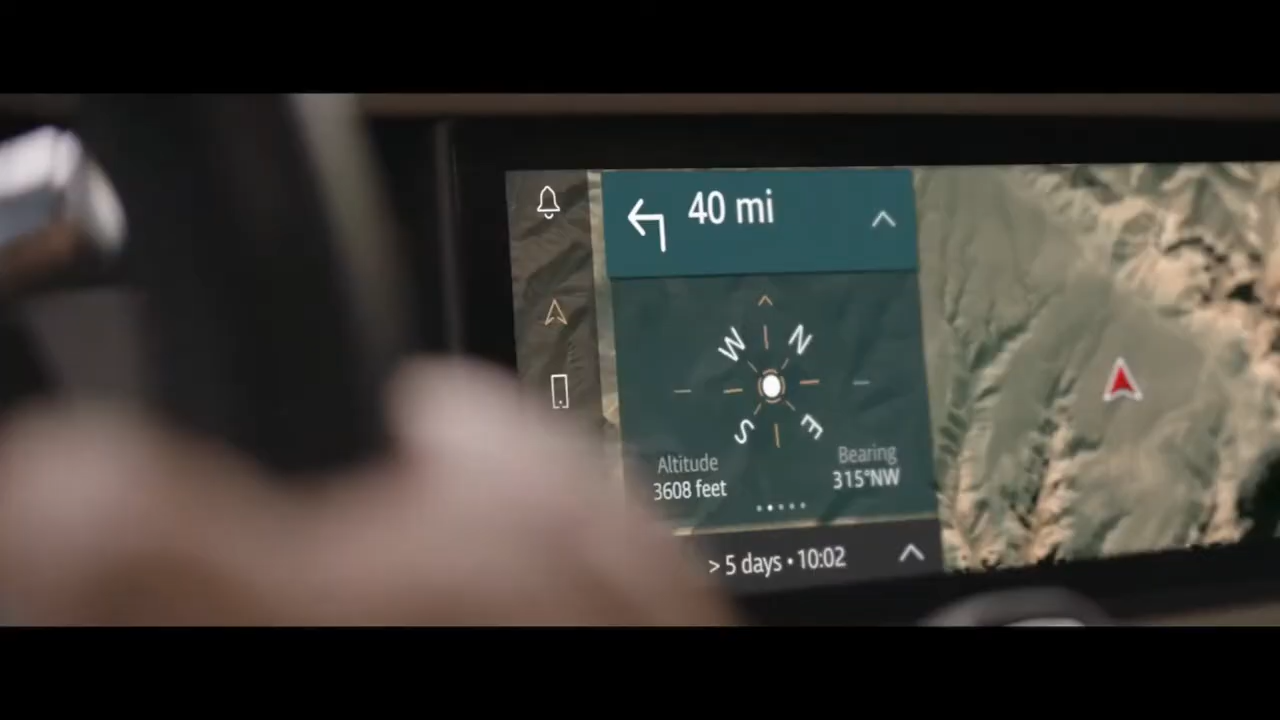 40 mi
W N
S E
Altitude Bearing
3608 feet 315°NW
> 5 days • 10:02